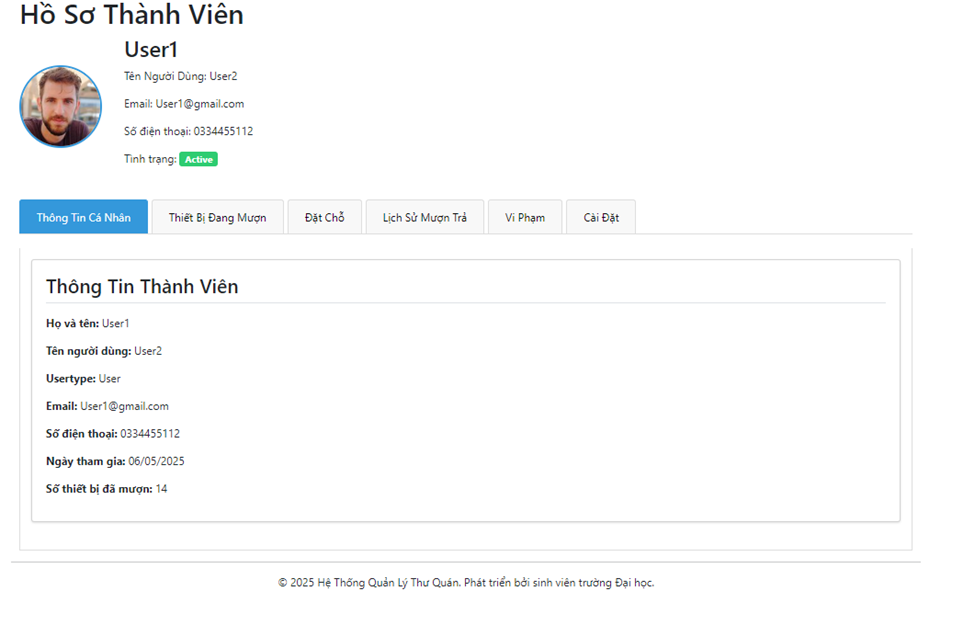 Hồ Sơ Thành Viên
User1
Tên Người Dùng: User2
Email: User1@gmail.com
Số điện thoại: 0334455112
Tình trạng: Active
Thông Tin Cá Nhân
Thiết Bị Đang Mượn
Đặt Chỗ
Lịch Sử Mượn Trả
Vi Phạm
Cài Đặt
Thông Tin Thành Viên
Họ và tên: User1
Tên người dùng: User2
Usertype: User
Email: User1@gmail.com
Số điện thoại: 0334455112
Ngày tham gia: 06/05/2025
Số thiết bị đã mượn: 14
© 2025 Hệ Thống Quản Lý Thư Quán. Phát triển bởi sinh viên trường Đại học.